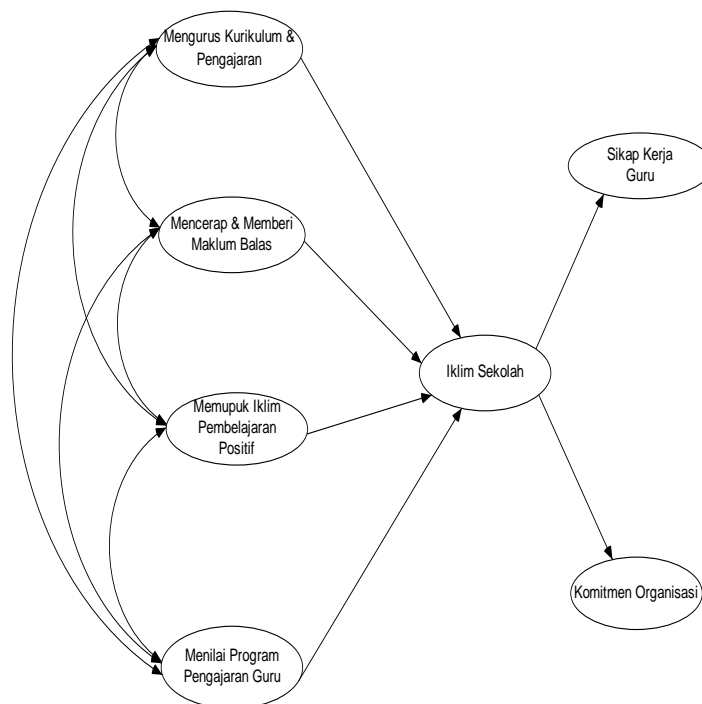 Mengurus Kurikulum &
Pengajaran
Sikap Kerja
Guru
Mencerap & Memberi
Maklum Balas
Iklim Sekolah
Memupuk Iklim
Pembelajaran
Positif
Komitmen Organisasi
Menilai Program
Pengajaran Guru